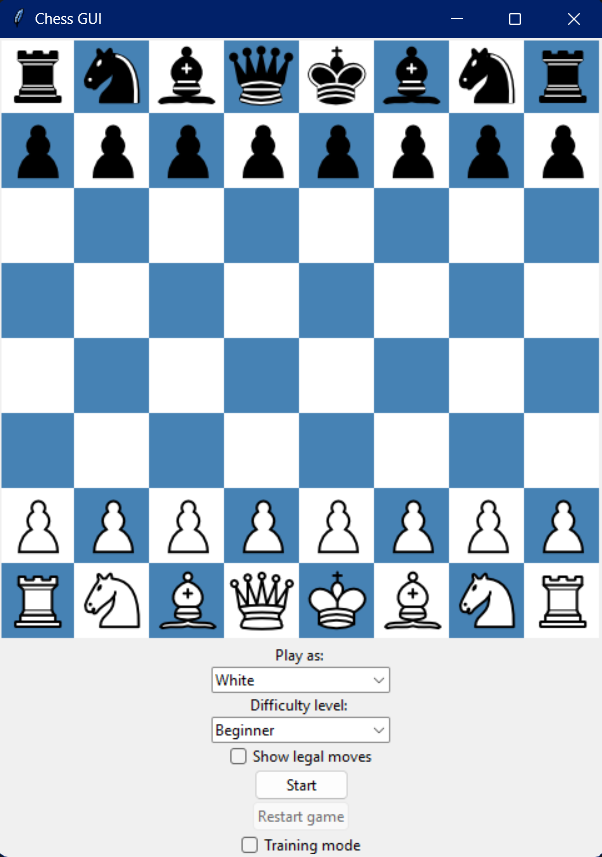 Chess GUI
Play as:
White
Difficulty level:
Beginner
Show legal moves
Start
Restart game
Training mode